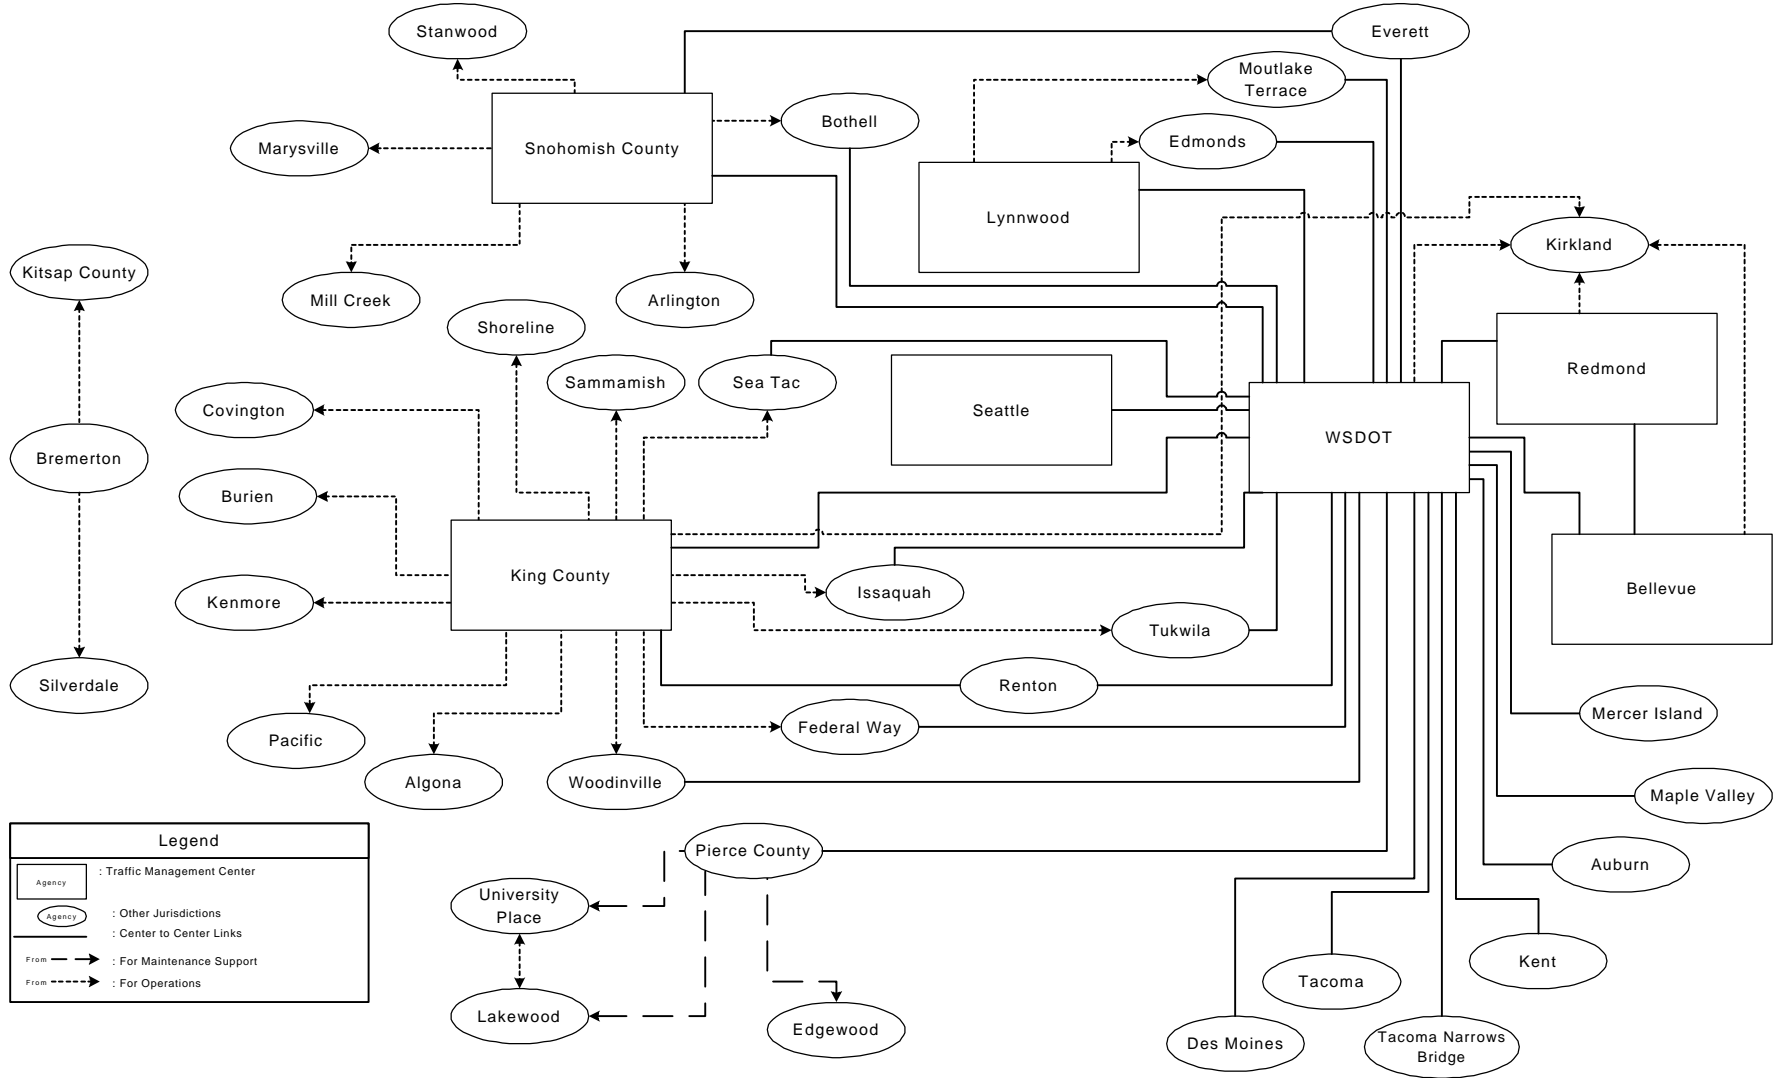 Stanwood
Everett
Moutlake
Terrace
Bothell
Edmonds
Marysville
Snohomish County
Lynnwood
Kirkland
Kitsap County
Mill Creek
Arlington
Shoreline
Redmond
Sammamish
Sea Tac
Covington
Seattle
WSDOT
Bremerton
Burien
King County
Issaquah
Bellevue
Kenmore
Tukwila
Silverdale
Renton
Mercer Island
Federal Way
Pacific
Algona
Woodinville
Maple Valley
Legend
Agency
: Traffic Management Center
Agency
: Other Jurisdictions
: Center to Center Links
From
: For Maintenance Support
From
: For Operations
Pierce County
Auburn
University
Place
Kent
Tacoma
Lakewood
Edgewood
Des Moines
Tacoma Narrows
Bridge